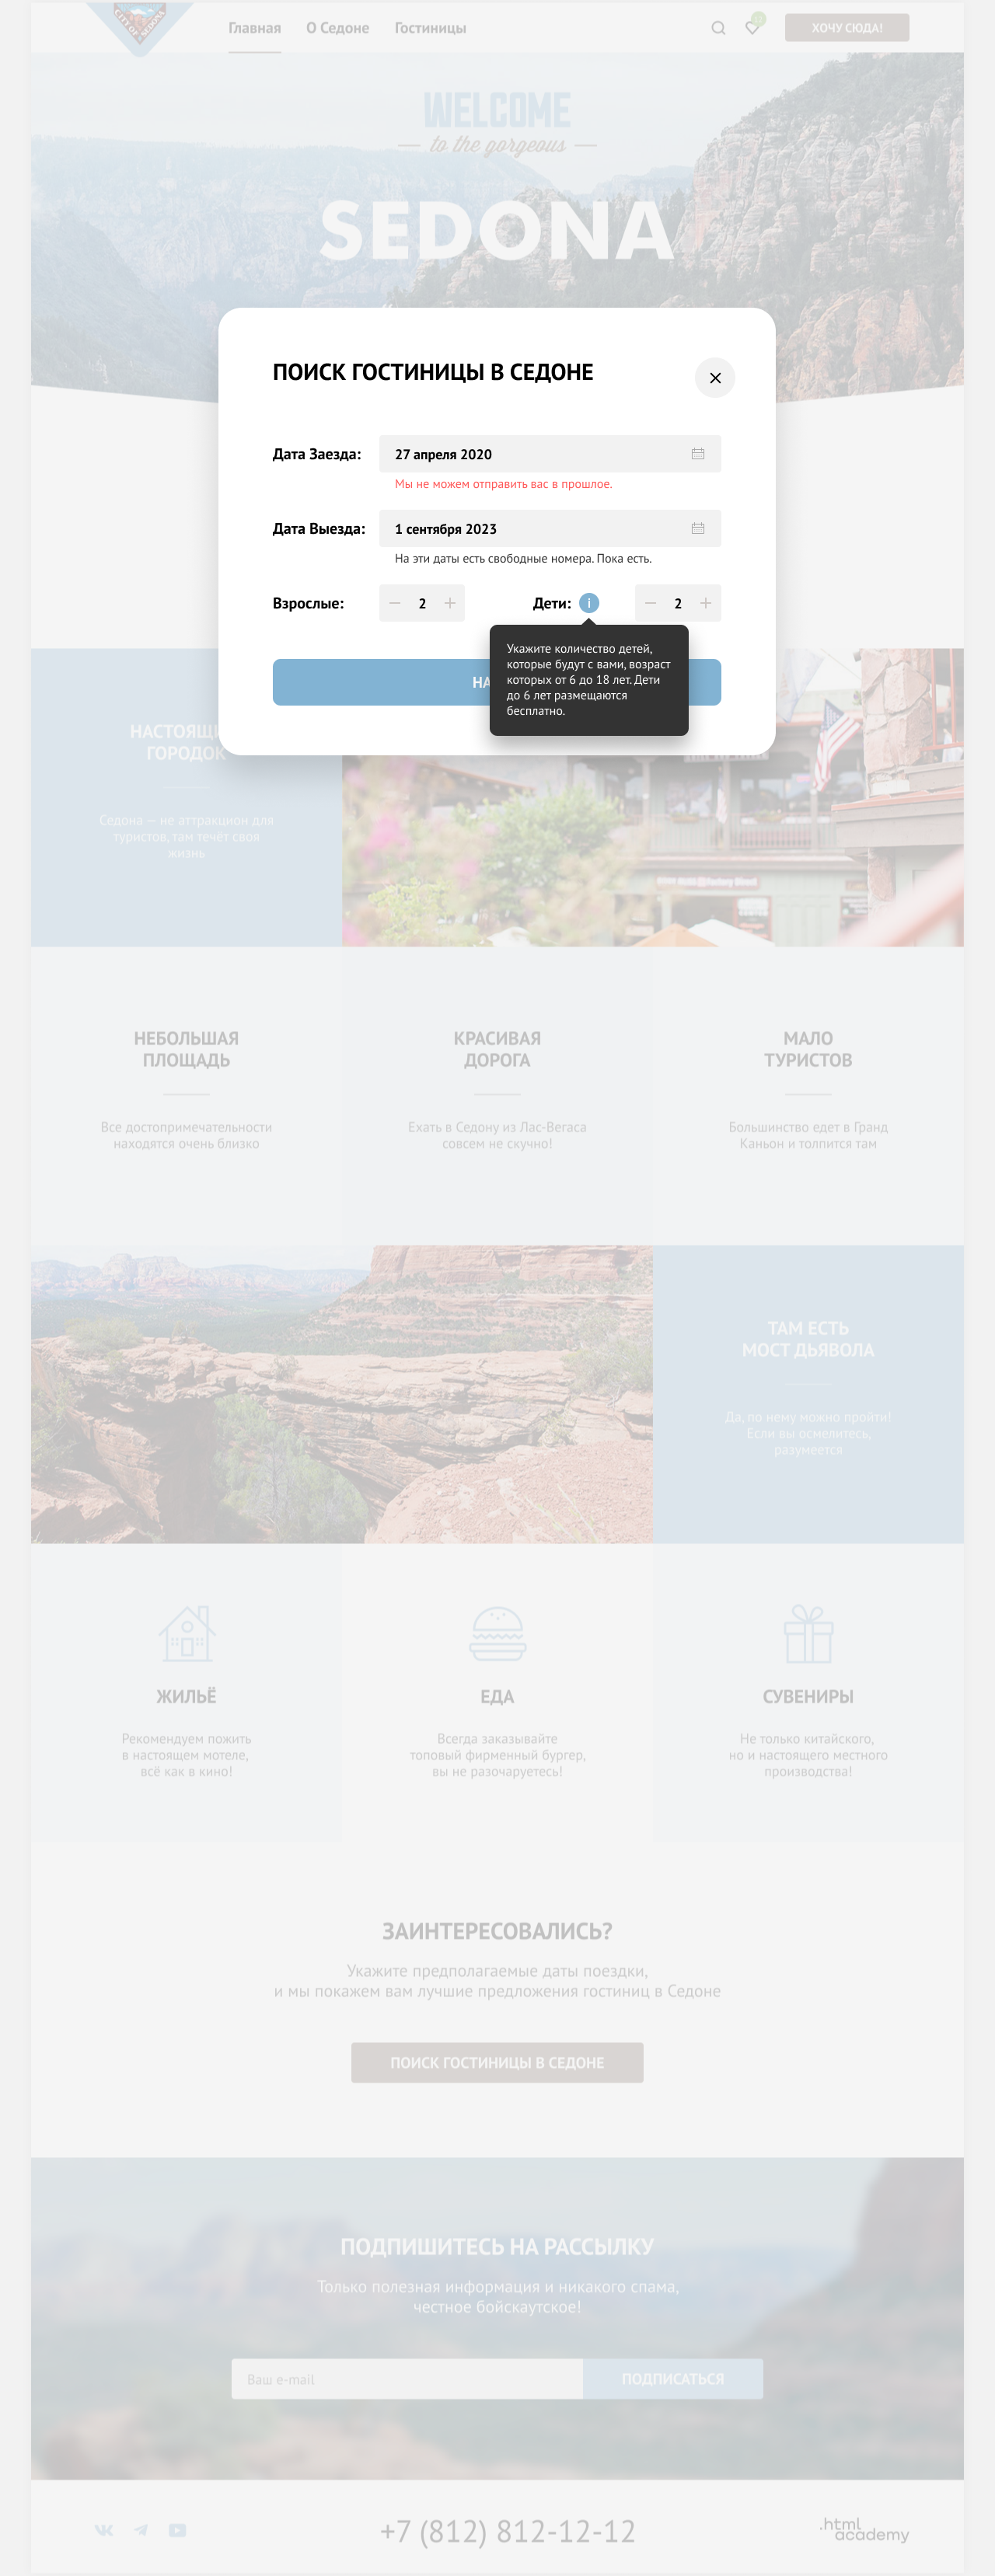 CITY OF SEDONA
Главная О Седоне Гостиницы
ХОЧУ СЮДА!
WELCOME
to the gorgeous
SEDONA
ПОИСК ГОСТИНИЦЫ В СЕДОНЕ
Дата Заезда: 27 апреля 2020
Мы не можем отправить вас в прошлое.
Дата Выезда: 1 сентября 2023
На эти даты есть свободные номера. Пока есть.
Взрослые: 2 Дети: i 2
Укажите количество детей,
которые будут с вами, возраст
которых от 6 до 18 лет. Дети
до 6 лет размещаются
бесплатно.
НАСТОЯЩИ
ГОРОДОК
Седона – не аттракцион для
туристов, там течёт своя
жизнь
НЕБОЛЬШАЯ
ПЛОЩАДЬ
Все достопримечательности
находятся очень близко
КРАСИВАЯ
ДОРОГА
Ехать в Седону из Лас-Вегаса
совсем не скучно!
МАЛО
ТУРИСТОВ
Большинство едет в Гранд
Каньон и толпится там
ТАМ ЕСТЬ
МОСТ ДЬЯВОЛА
Да, по нему можно пройти!
Если вы осмелитесь,
разумеется
ЖИЛЬЁ
Рекомендуем пожить
в настоящем мотеле,
всё как в кино!
ЕДА
Всегда заказывайте
топовый фирменный бургер,
вы не разочаруетесь!
СУВЕНИРЫ
Не только китайского,
но и настоящего местного
производства!
ЗАИНТЕРЕСОВАЛИСЬ?
Укажите предполагаемые даты поездки,
и мы покажем вам лучшие предложения гостиниц в Седоне
ПОИСК ГОСТИНИЦЫ В СЕДОНЕ
ПОДПИШИТЕСЬ НА РАССЫЛКУ
Только полезная информация и никакого спама,
честное бойскаутское!
Ваш e-mail ПОДПИСАТЬСЯ
+7 (812) 812-12-12
.html
academy